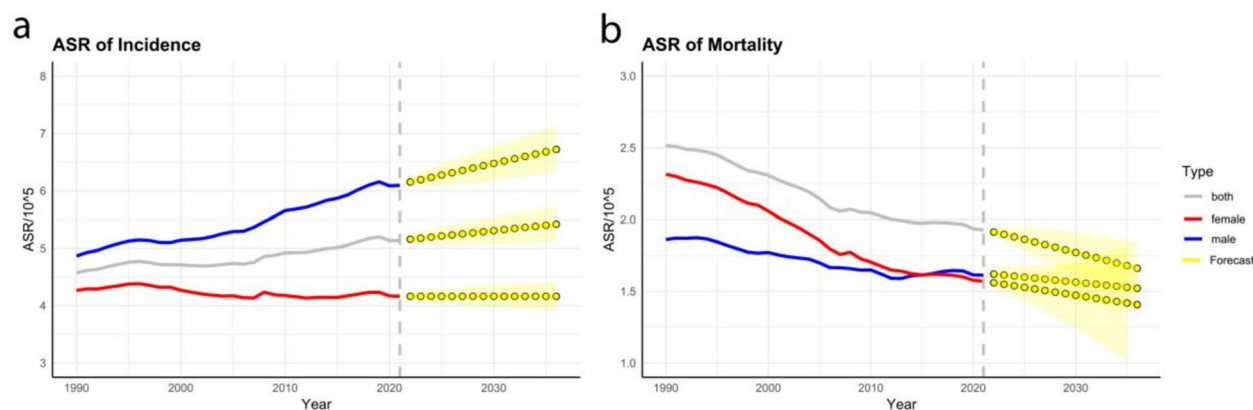 a
ASR of Incidence
8
7
6
5
4
3
ASR/10^5
1990 2000 2010 2020 2030
Year
b
ASR of Mortality
3.0
2.5
2.0
1.5
1.0
ASR/10^5
1990 2000 2010 2020 2030
Year
Type
both
female
male
Forecast